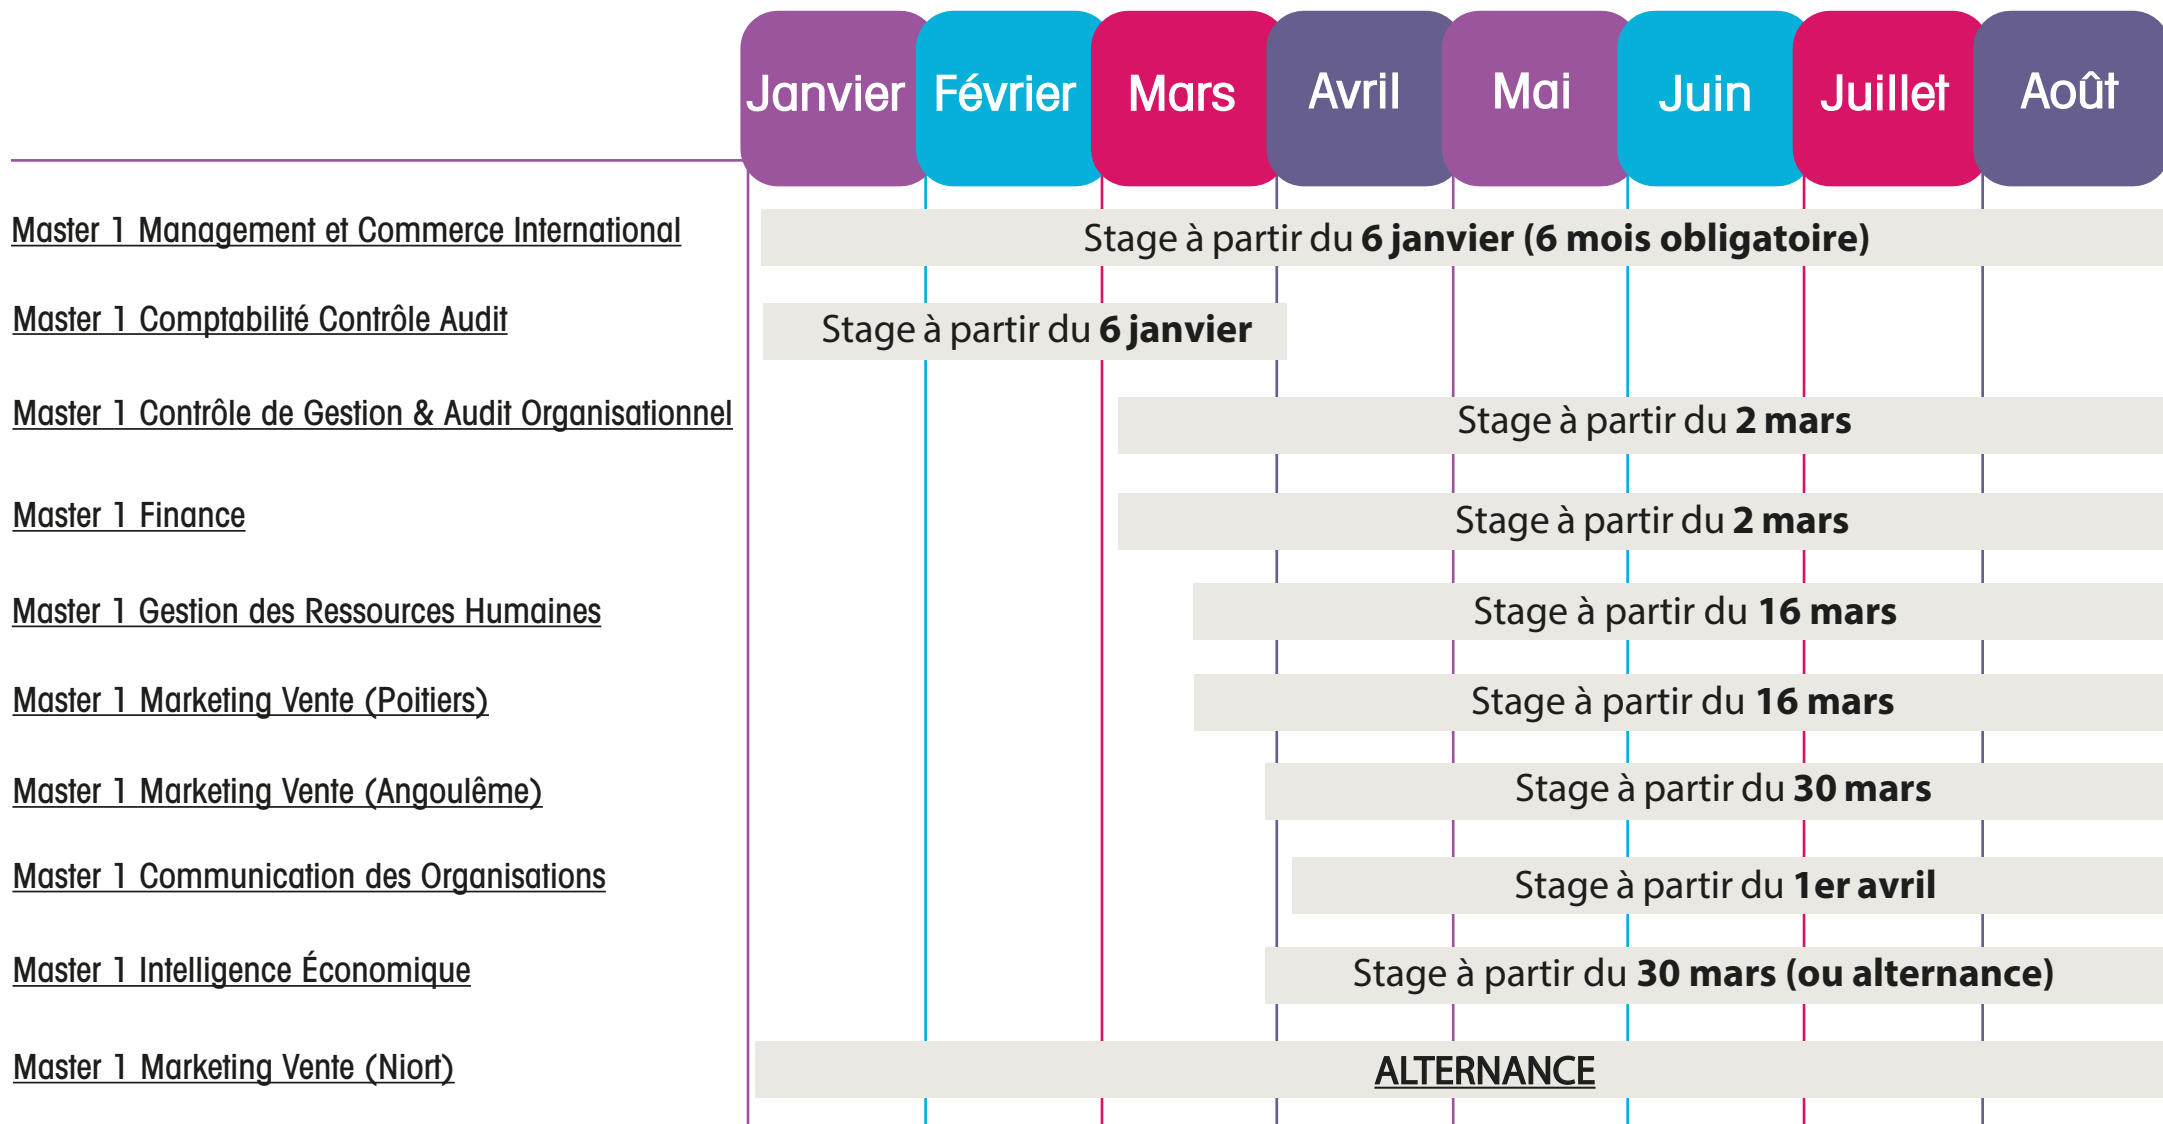 Janvier Février Mars Avril Mai Juin Juillet Août
Master 1 Management et Commerce International
Stage à partir du 6 janvier (6 mois obligatoire)
Master 1 Comptabilité Contrôle Audit
Stage à partir du 6 janvier
Master 1 Contrôle de Gestion & Audit Organisationnel
Stage à partir du 2 mars
Master 1 Finance
Stage à partir du 2 mars
Master 1 Gestion des Ressources Humaines
Stage à partir du 16 mars
Master 1 Marketing Vente (Poitiers)
Stage à partir du 16 mars
Master 1 Marketing Vente (Angoulême)
Stage à partir du 30 mars
Master 1 Communication des Organisations
Stage à partir du 1er avril
Master 1 Intelligence Économique
Stage à partir du 30 mars (ou alternance)
Master 1 Marketing Vente (Niort)
ALTERNANCE